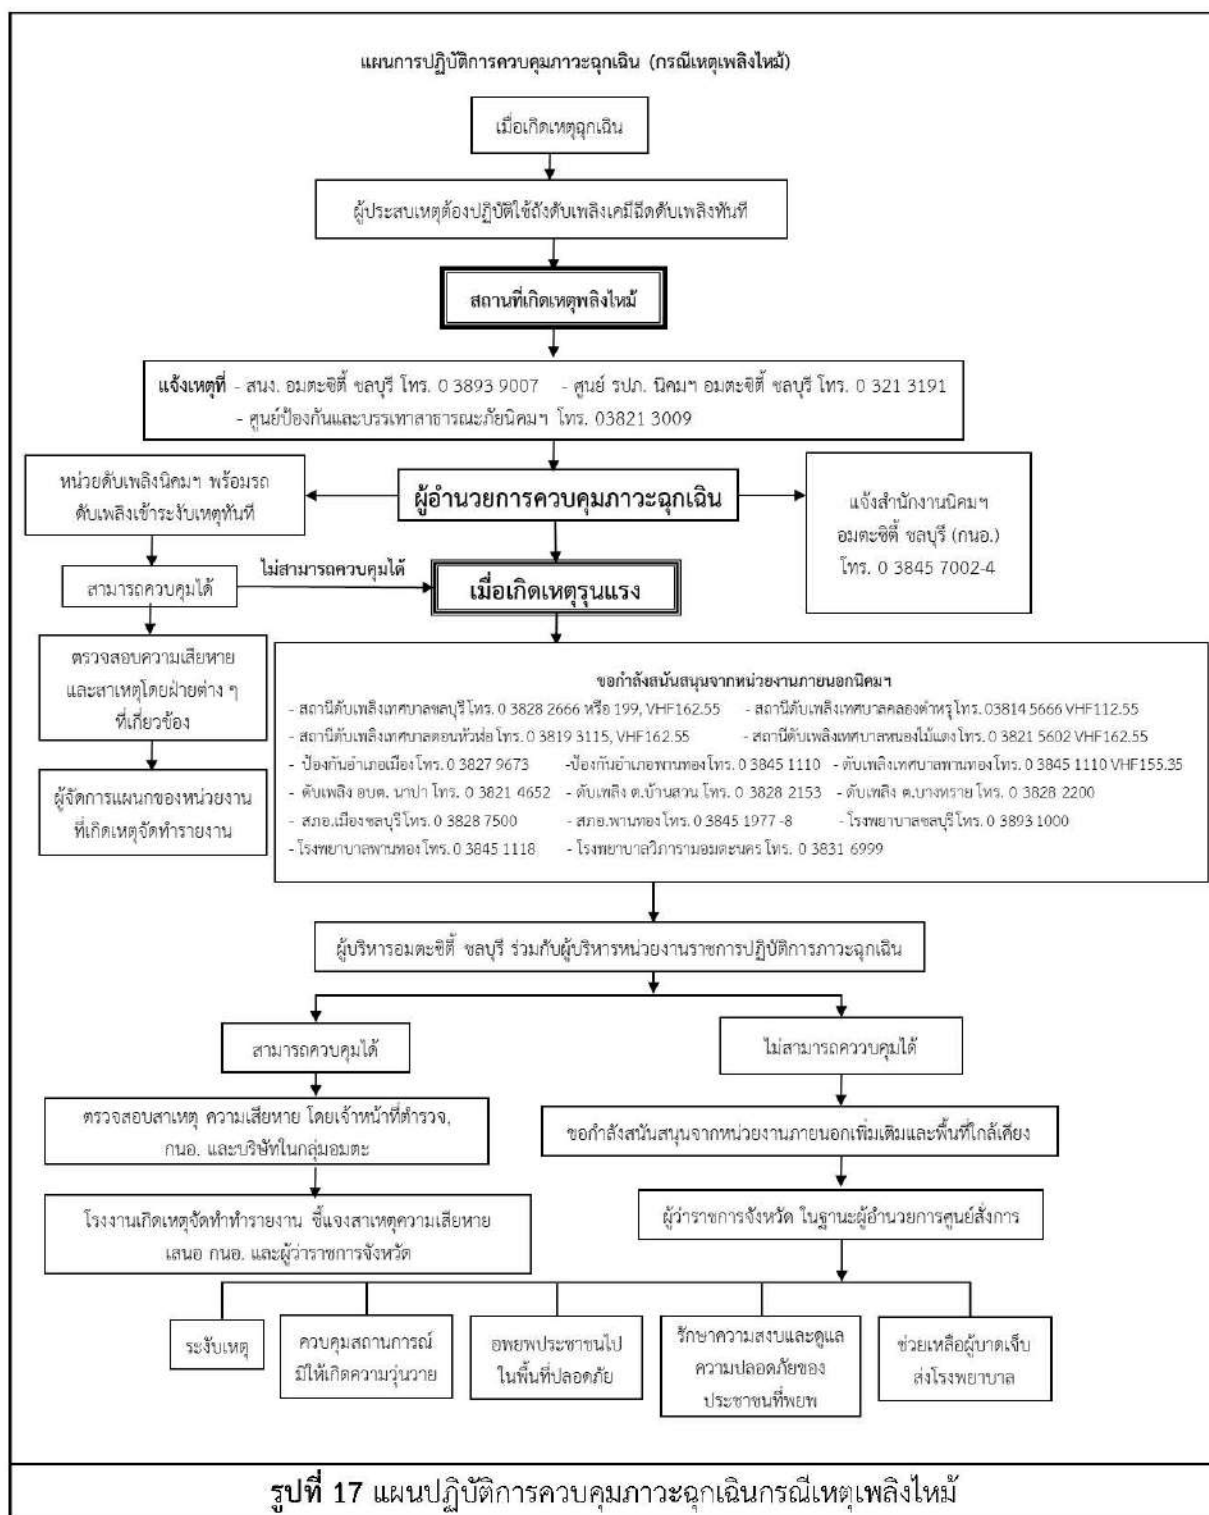 แผนการปฏิบัติการควบคุมภาวะฉุกเฉิน (กรณีเหตุเพลิงไหม้)
เมื่อเกิดเหตุฉุกเฉิน
ผู้ประสบเหตุต้องปฏิบัติใช้ถังดับเพลิงเคมีฉีดดับเพลิงทันที
สถานที่เกิดเหตุพลิงไหม้
แจ้งเหตุที่ - สนง. อมตะซิตี้ ชลบุรี โทร. 0 3893 9007 - ศูนย์ รปภ. นิคมฯ อมตะซิตี้ ชลบุรี โทร. 0 321 3191
- ศูนย์ป้องกันและบรรเทาสาธารณะภัยนิคมฯ โทร. 03821 3009
หน่วยดับเพลิงนิคมฯ พร้อมรถ
ดับเพลิงเข้าระงับเหตุทันที
ผู้อำนวยการควบคุมภาวะฉุกเฉิน
แจ้งสำนักงานนิคมฯ
อมตะซิตี้ ชลบุรี (กนอ.)
โทร. 0 3845 7002-4
สามารถควบคุมได้
ไม่สามารถควบคุมได้
เมื่อเกิดเหตุรุนแรง
ตรวจสอบความเสียหาย
และสาเหตุโดยฝ่ายต่าง ๆ
ที่เกี่ยวข้อง
ผู้จัดการแผนกของหน่วยงาน
ที่เกิดเหตุจัดทำรายงาน
ขอกำลังสนันสนุนจากหน่วยงานภายนอกนิคมฯ
- สถานีดับเพลิงเทศบาลชลบุรี โทร. 0 3828 2666 หรือ 199, VHF162.55 - สถานีดับเพลิงเทศบาลคลองตำหรุ โทร. 03814 5666 VHF112.55
- สถานีดับเพลิงเทศบาลดอนหัวฬ่อ โทร. 0 3819 3115, VHF162.55 - สถานีดับเพลิงเทศบาลหนองไม้แดง โทร. 0 3821 5602 VHF162.55
- ป้องกันอำเภอเมือง โทร. 0 3827 9673 -ป้องกันอำเภอพานทอง โทร. 0 3845 1110 - ดับเพลิงเทศบาลพานทอง โทร. 0 3845 1110 VHF155.35
- ดับเพลิง อบต. นาป่า โทร. 0 3821 4652 - ดับเพลิง ต.บ้านสวน โทร. 0 3828 2153 - ดับเพลิง ต.บางทราย โทร. 0 3828 2200
- สภอ.เมืองชลบุรี โทร. 0 3828 7500 - สภอ.พานทอง โทร. 0 3845 1977 -8 - โรงพยาบาลชลบุรี โทร. 0 3893 1000
- โรงพยาบาลพานทอง โทร. 0 3845 1118 - โรงพยาบาลวิภารามอมตะนคร โทร. 0 3831 6999
ผู้บริหารอมตะซิตี้ ชลบุรี ร่วมกับผู้บริหารหน่วยงานราชการปฏิบัติการภาวะฉุกเฉิน
สามารถควบคุมได้
ไม่สามารถคววบคุมได้
ตรวจสอบสาเหตุ ความเสียหาย โดยเจ้าหน้าที่ตำรวจ,
กนอ. และบริษัทในกลุ่มอมตะ
ขอกำลังสนันสนุนจากหน่วยงานภายนอกเพิ่มเติมและพื้นที่ใกล้เคียง
โรงงานเกิดเหตุจัดทำทำรายงาน ชี้แจงสาเหตุความเสียหาย
เสนอ กนอ. และผู้ว่าราชการจังหวัด
ผู้ว่าราชการจังหวัด ในฐานะผู้อำนวยการศูนย์สั่งการ
ระงับเหตุ
ควบคุมสถานการณ์
มิให้เกิดความวุ่นวาย
อพยพประชาชนไป
ในพื้นที่ปลอดภัย
รักษาความสงบและดูแล
ความปลอดภัยของ
ประชาชนที่พยพ
ช่วยเหลือผู้บาดเจ็บ
ส่งโรงพยาบาล
รูปที่ 17 แผนปฏิบัติการควบคุมภาวะฉุกเฉินกรณีเหตุเพลิงไหม้